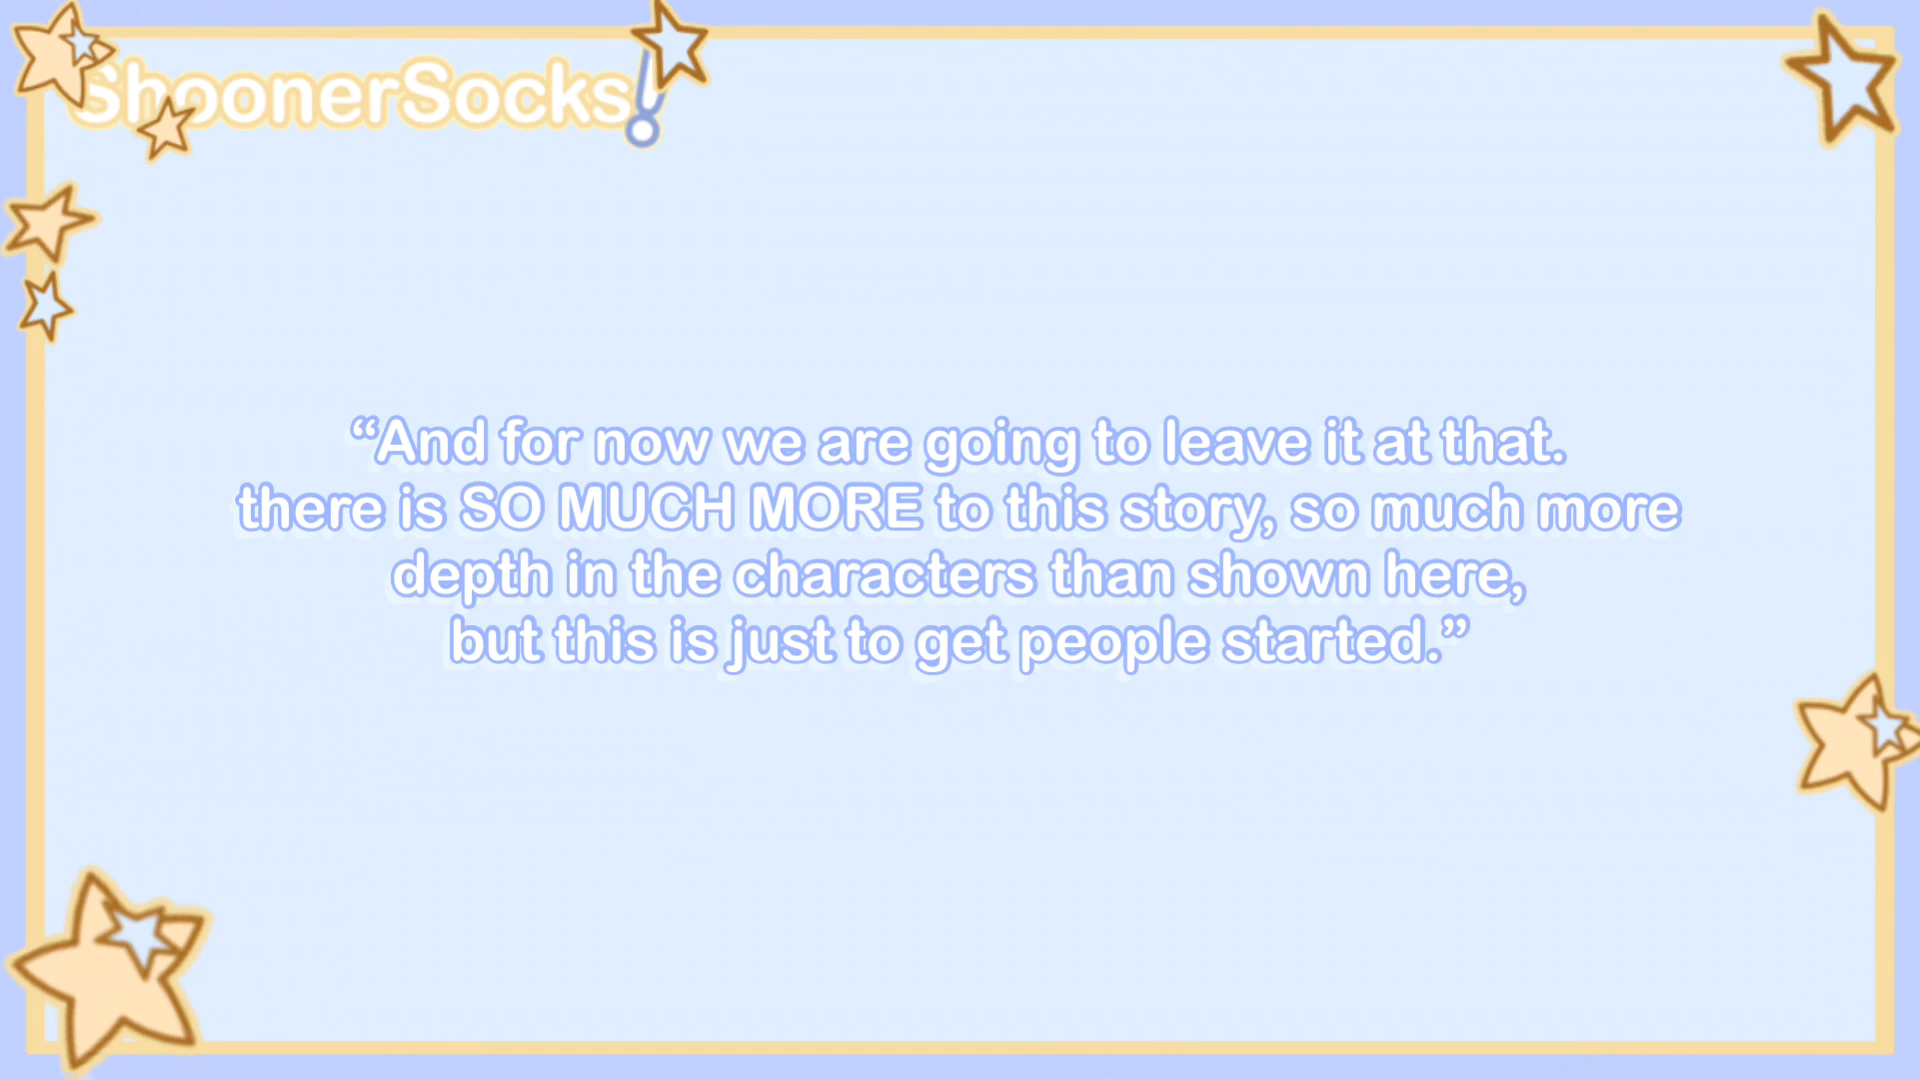 ShoonerSocks!
“And for now we are going to leave it at that.
there is SO MUCH MORE to this story, so much more
depth in the characters than shown here,
but this is just to get people started.”